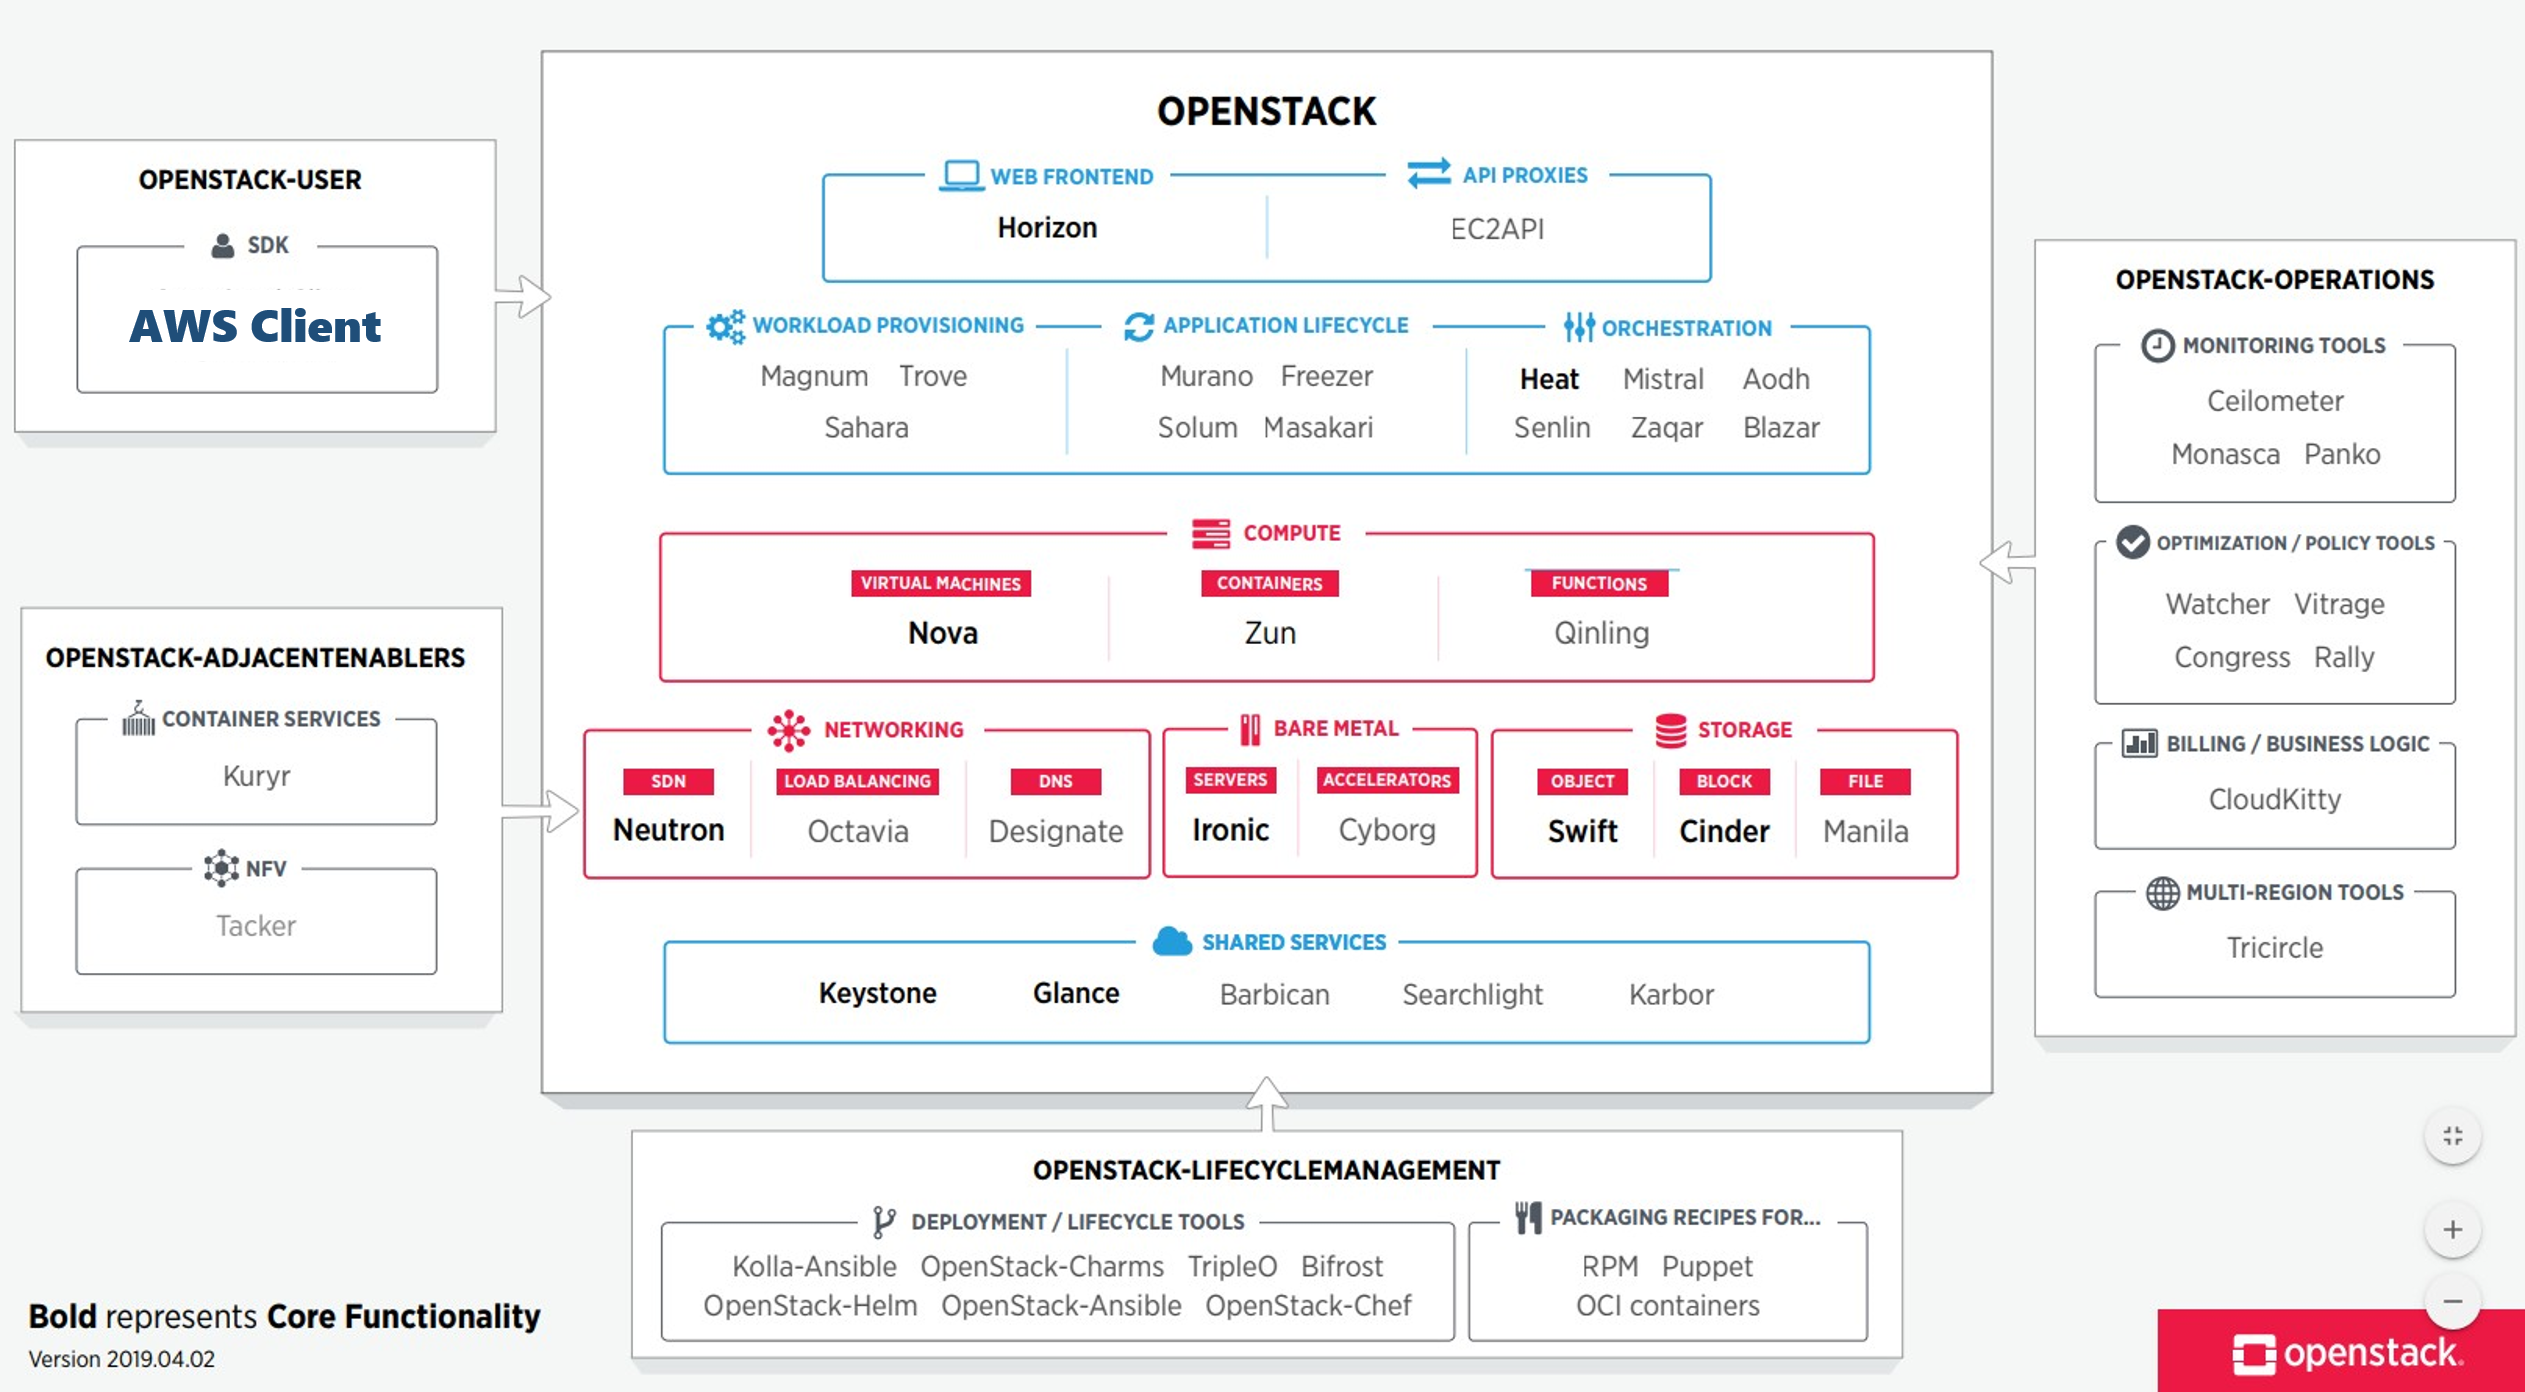 OPENSTACK
WEB FRONTEND
Horizon
API PROXIES
EC2API
WORKLOAD PROVISIONING
Magnum Trove
Sahara
APPLICATION LIFECYCLE
Murano Freezer
Solum Masakari
ORCHESTRATION
Heat Mistral Aodh
Senlin Zaqar Blazar
COMPUTE
VIRTUAL MACHINES
Nova
CONTAINERS
Zun
FUNCTIONS
Qinling
NETWORKING
SDN
Neutron
LOAD BALANCING
Octavia
DNS
Designate
BARE METAL
SERVERS
Ironic
ACCELERATORS
Cyborg
STORAGE
OBJECT
Swift
BLOCK
Cinder
FILE
Manila
SHARED SERVICES
Keystone Glance Barbican Searchlight Karbor
OPENSTACK-USER
SDK
AWS Client
OPENSTACK-ADJACENTENABLERS
CONTAINER SERVICES
Kuryr
NFV
Tacker
OPENSTACK-OPERATIONS
MONITORING TOOLS
Ceilometer
Monasca Panko
OPTIMIZATION / POLICY TOOLS
Watcher Vitrage
Congress Rally
BILLING / BUSINESS LOGIC
CloudKitty
MULTI-REGION TOOLS
Tricircle
OPENSTACK-LIFECYCLEMANAGEMENT
DEPLOYMENT / LIFECYCLE TOOLS
Kolla-Ansible OpenStack-Charms TripleO Bifrost
OpenStack-Helm OpenStack-Ansible OpenStack-Chef
PACKAGING RECIPES FOR...
RPM Puppet
OCI containers
Bold represents Core Functionality
Version 2019.04.02
openstack.